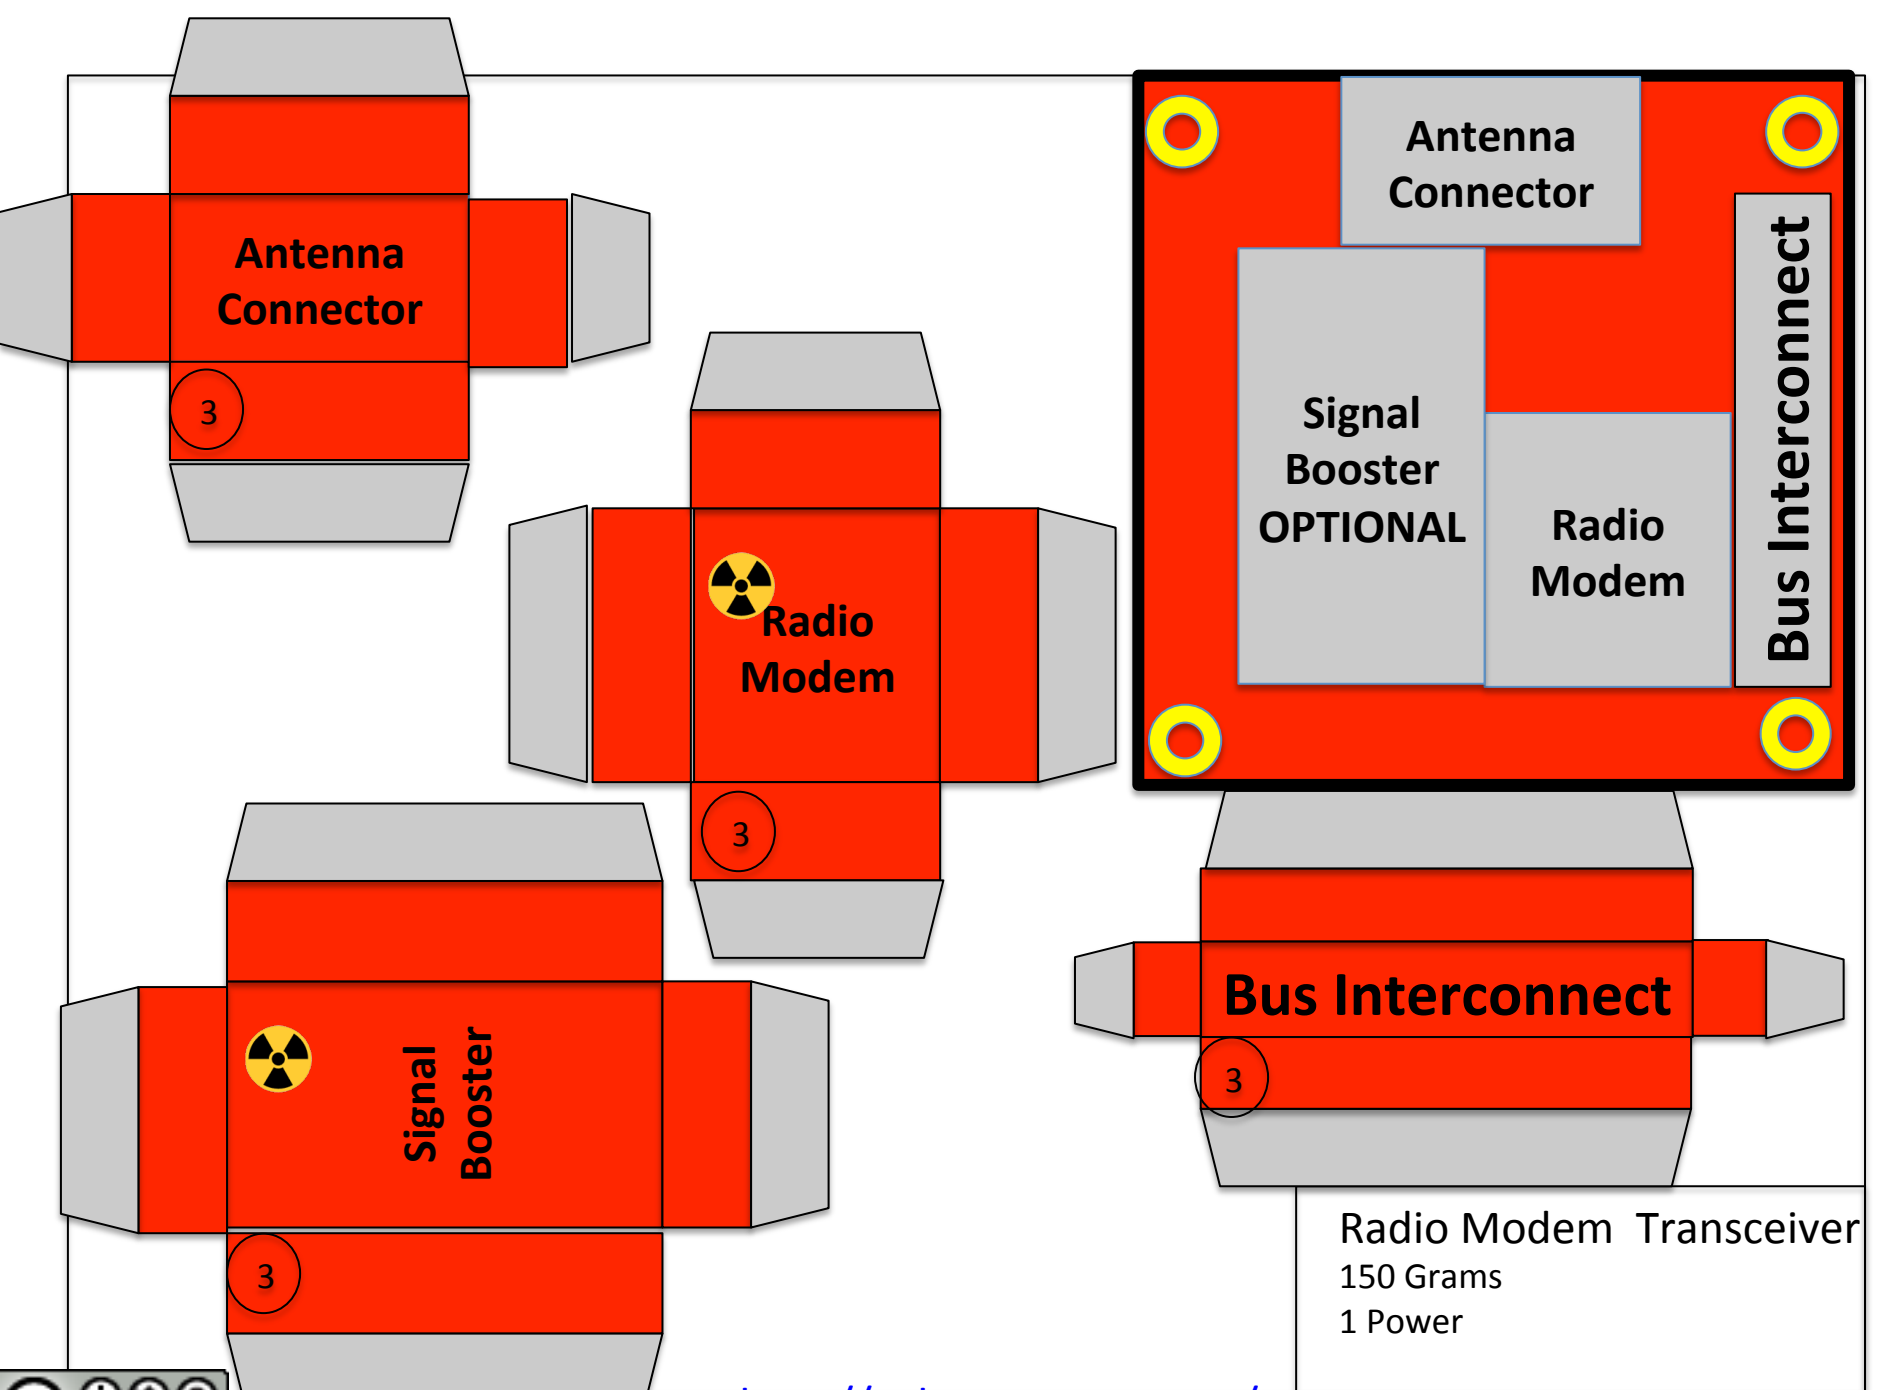 Antenna
Connector
3
Radio
Modem
3
Signal
Booster
3
Antenna
Connector
Signal
Booster
OPTIONAL
Radio
Modem
Bus Interconnect
Bus Interconnect
3
Radio Modem Transceiver
150 Grams
1 Power